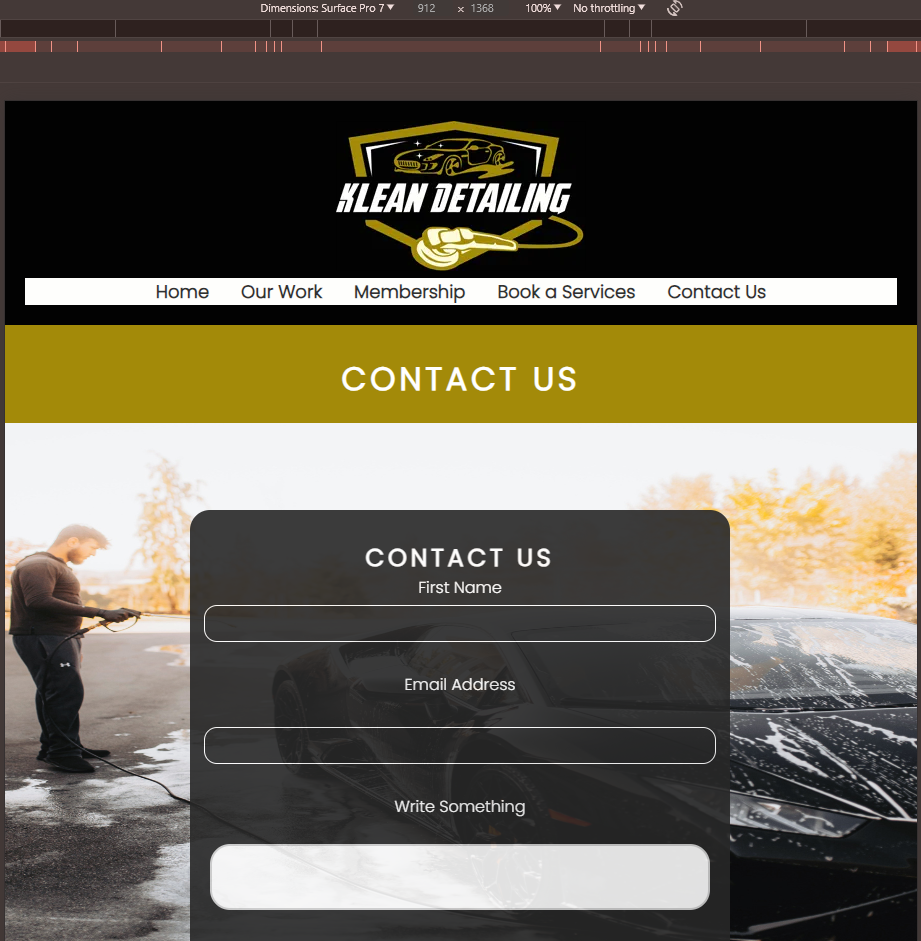 Dimensions: Surface Pro 7 912 x 1368 100% No throttling
KLEAN DETAILING
Home Our Work Membership Book a Services Contact Us
CONTACT US
CONTACT US
First Name
Email Address
Write Something